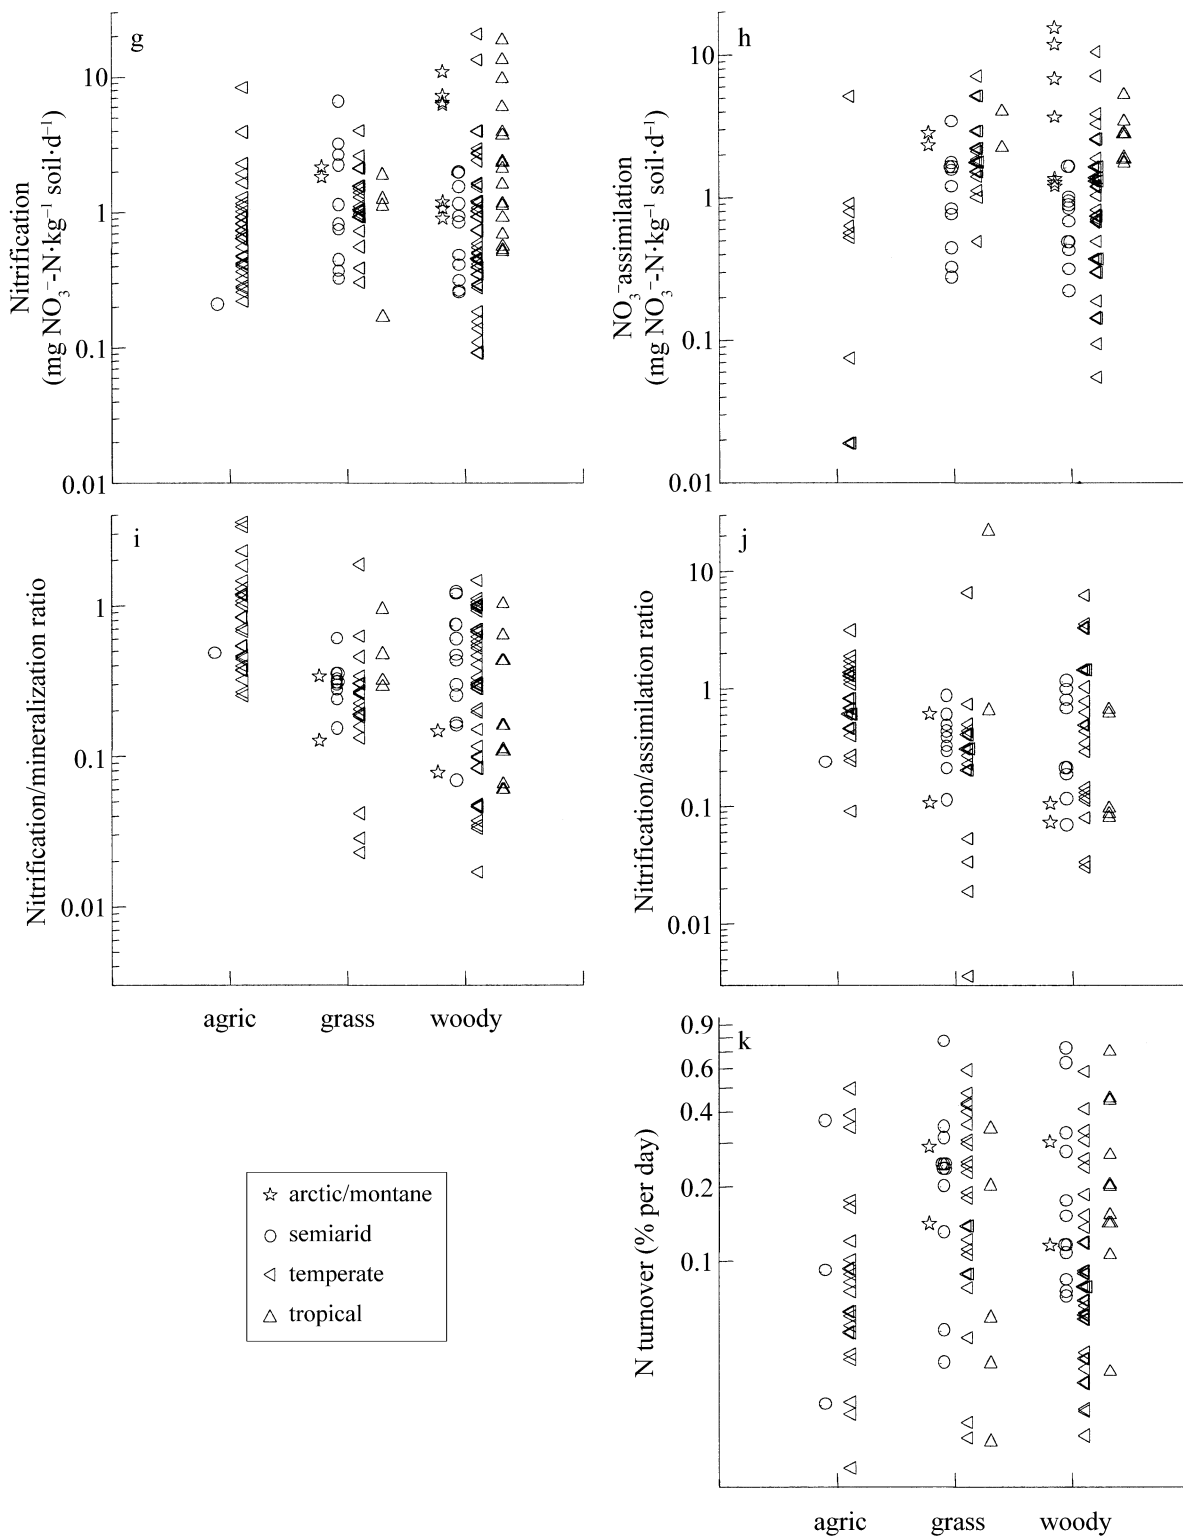 g
10
1
0.1
0.01
Nitrification
(mg NO₃⁻-N·kg⁻¹ soil·d⁻¹)
h
10
1
0.1
0.01
NO₃⁻assimilation
(mg NO₃⁻-N·kg⁻¹ soil·d⁻¹)
i
1
0.1
0.01
Nitrification/mineralization ratio
agric grass woody
j
10
1
0.1
0.01
Nitrification/assimilation ratio
k
0.9
0.6
0.4
0.2
0.1
N turnover (% per day)
agric grass woody
arctic/montane
semiarid
temperate
tropical